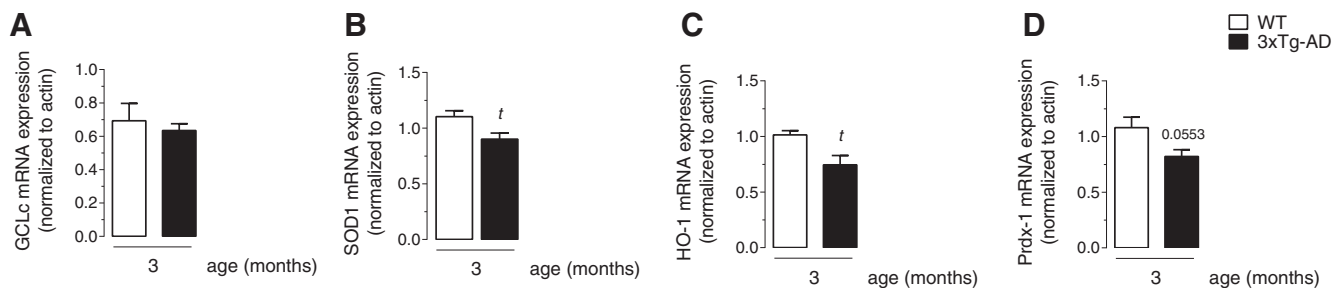 A
GCLc mRNA expression
(normalized to actin)
1.0
0.8
0.6
0.4
0.2
0.0
3
age (months)
B
SOD1 mRNA expression
(normalized to actin)
1.5
1.0
0.5
0.0
t
3
age (months)
C
HO-1 mRNA expression
(normalized to actin)
1.5
1.0
0.5
0.0
t
3
age (months)
D
Prdx-1 mRNA expression
(normalized to actin)
1.5
1.0
0.5
0.0
0.0553
3
age (months)
WT
3xTg-AD